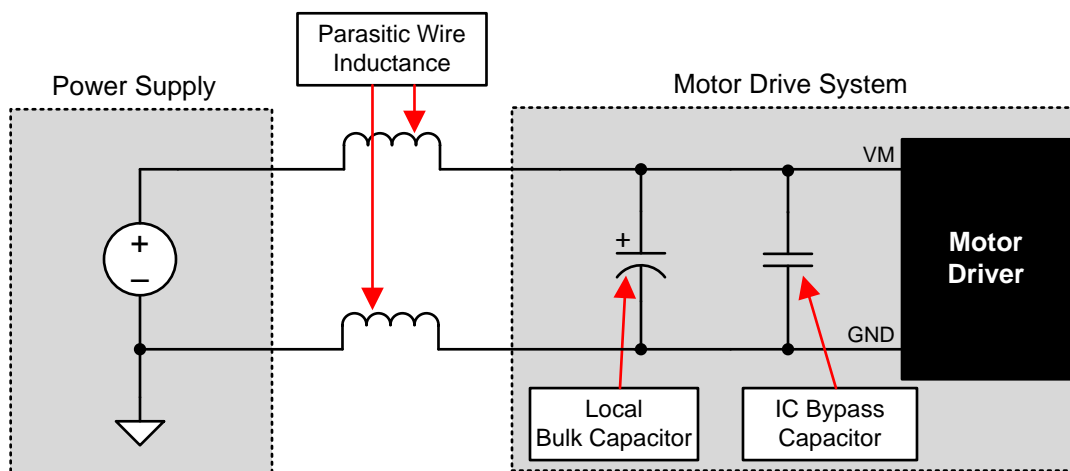 Parasitic Wire
Inductance
Power Supply
Motor Drive System
VM
+
–
+
Motor
Driver
GND
Local
Bulk Capacitor
IC Bypass
Capacitor